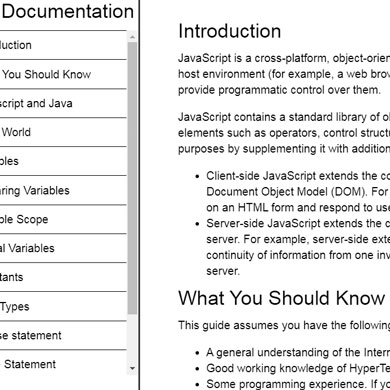 Documentation
uction
You Should Know
script and Java
World
bles
aring Variables
ble Scope
al Variables
tants
Types
se statement
Statement
Introduction
JavaScript is a cross-platform, object-orien
host environment (for example, a web brow
provide programmatic control over them.
JavaScript contains a standard library of o
elements such as operators, control struct
purposes by supplementing it with addition
• Client-side JavaScript extends the co
Document Object Model (DOM). For
on an HTML form and respond to use
• Server-side JavaScript extends the c
server. For example, server-side exte
continuity of information from one inv
server.
What You Should Know
This guide assumes you have the following
• A general understanding of the Intern
• Good working knowledge of HyperTe
• Some programming experience. If yo